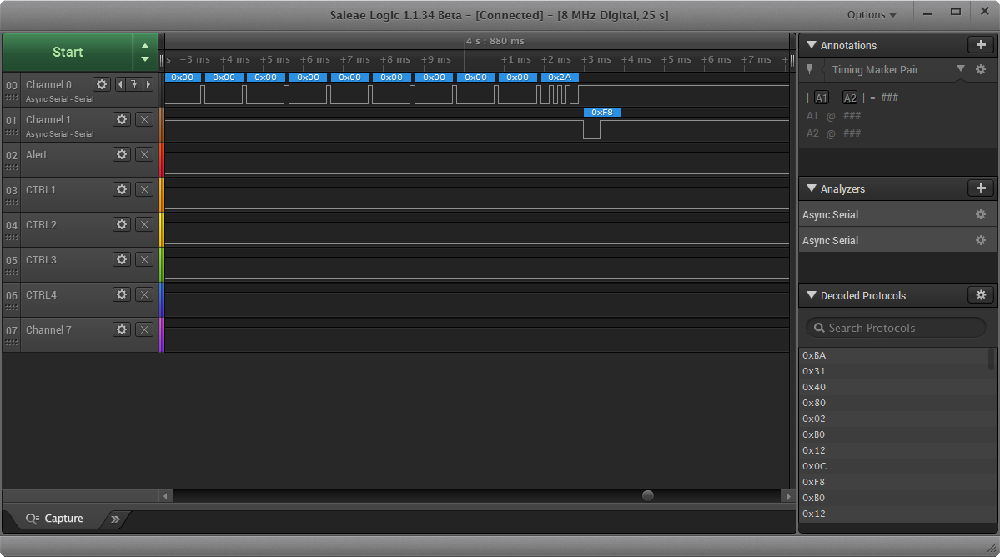 Saleae Logic 1.1.34 Beta - [Connected] - [8 MHz Digital, 25 s]
Options
Start
4 s : 880 ms
s +3 ms +4 ms +5 ms +6 ms +7 ms +8 ms +9 ms +1 ms +2 ms +3 ms +4 ms +5 ms +6 ms +7 ms +
00 Channel 0
Async Serial - Serial
0x00 0x00 0x00 0x00 0x00 0x00 0x00 0x00 0x00 0x2A
01 Channel 1
Async Serial - Serial
0xF8
02 Alert
03 CTRL1
04 CTRL2
05 CTRL3
06 CTRL4
07 Channel 7
Capture
Annotations
Timing Marker Pair
| A1 - A2 | = ###
A1 @ ###
A2 @ ###
Analyzers
Async Serial
Async Serial
Decoded Protocols
Search Protocols
0xBA
0x31
0x40
0x80
0x02
0xB0
0x12
0x0C
0xF8
0xB0
0x12